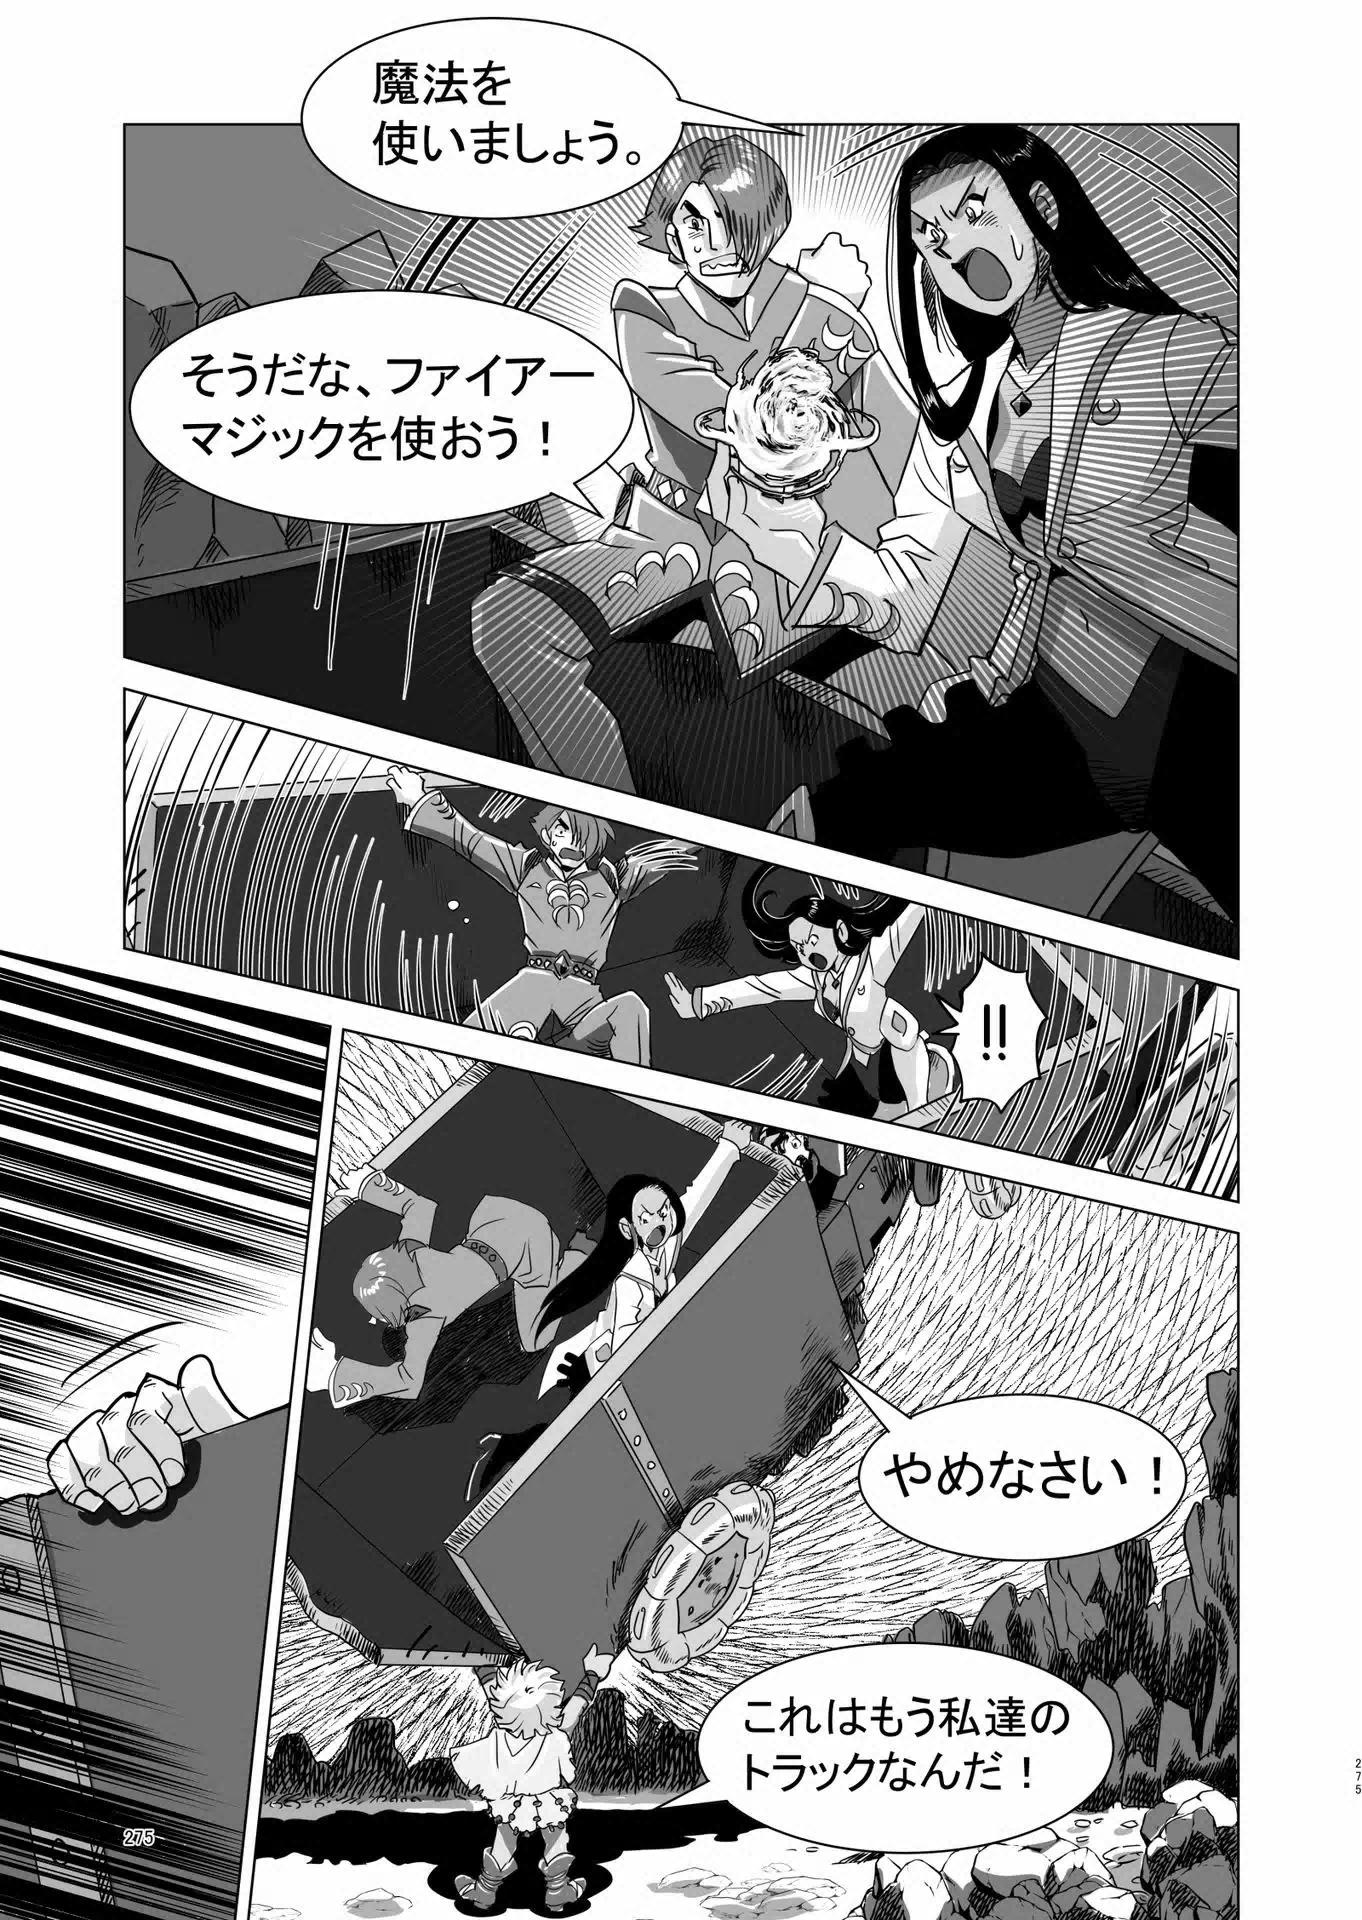 魔法を
使いましょう。
そうだな、ファイアー
マジックを使おう！
!!
やめなさい！
これはもう私達の
トラックなんだ！
275
275